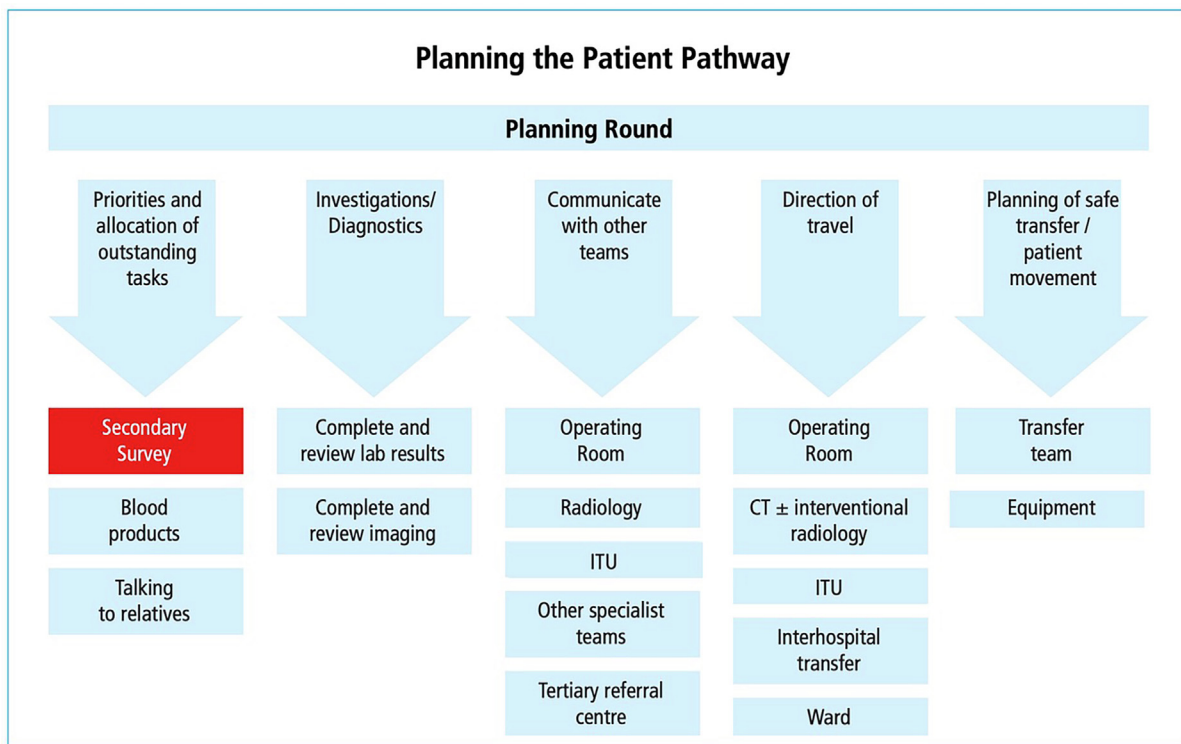 Planning the Patient Pathway
Planning Round
Priorities and
allocation of
outstanding
tasks
Investigations/
Diagnostics
Communicate
with other
teams
Direction of
travel
Planning of safe
transfer /
patient
movement
Secondary
Survey
Blood
products
Talking
to relatives
Complete and
review lab results
Complete and
review imaging
Operating
Room
Radiology
ITU
Other specialist
teams
Tertiary referral
centre
Operating
Room
CT ± interventional
radiology
ITU
Interhospital
transfer
Ward
Transfer
team
Equipment